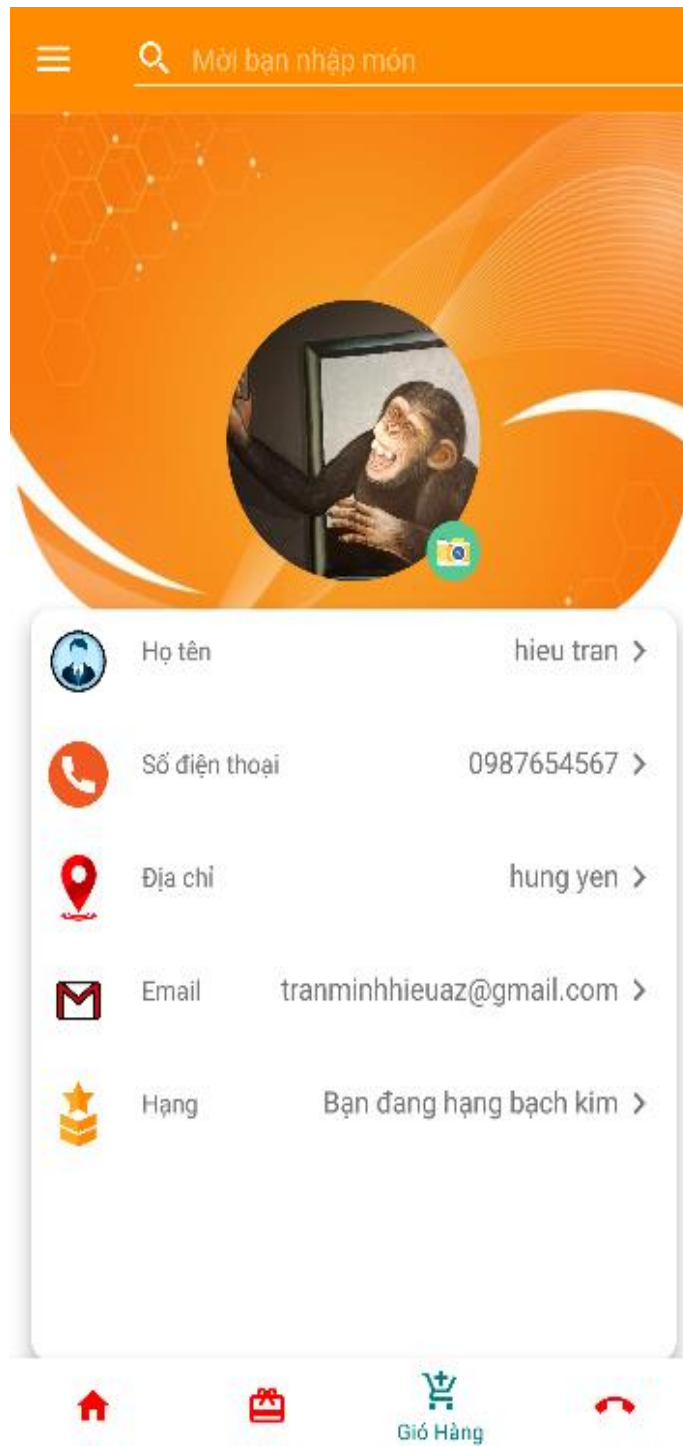 Mời bạn nhập món
Họ tên hieu tran
Số điện thoại 0987654567
Địa chỉ hung yen
Email tranminhhieuaz@gmail.com
Hạng Bạn đang hạng bạch kim
Gió Hàng